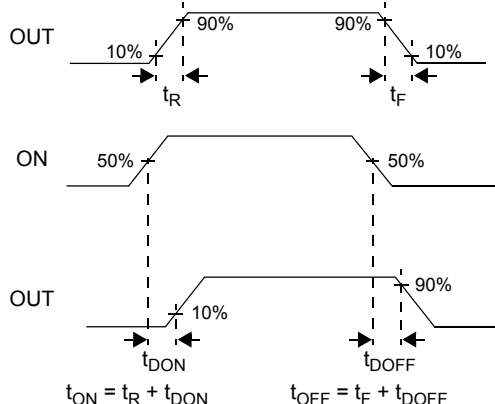 OUT
10%
90%
90%
10%
tR
tF
ON
50%
50%
OUT
10%
90%
tDON
tDOFF
tON = tR + tDON
tOFF = tF + tDOFF